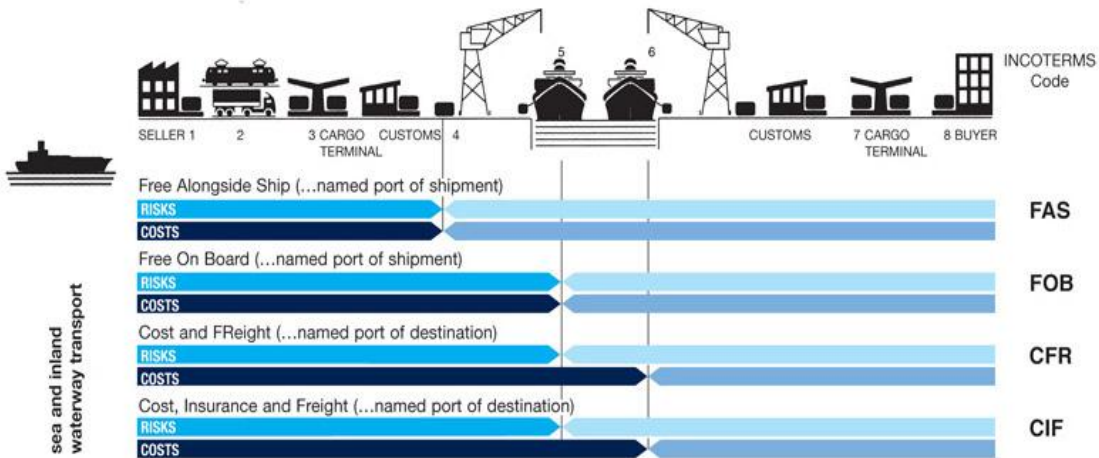 5 6
INCOTERMS
Code
SELLER 1 2 3 CARGO TERMINAL CUSTOMS 4 CUSTOMS 7 CARGO TERMINAL 8 BUYER
Free Alongside Ship (...named port of shipment)
RISKS
COSTS
FAS
Free On Board (...named port of shipment)
RISKS
COSTS
FOB
Cost and FReight (...named port of destination)
RISKS
COSTS
CFR
Cost, Insurance and Freight (...named port of destination)
RISKS
COSTS
CIF
sea and inland
waterway transport